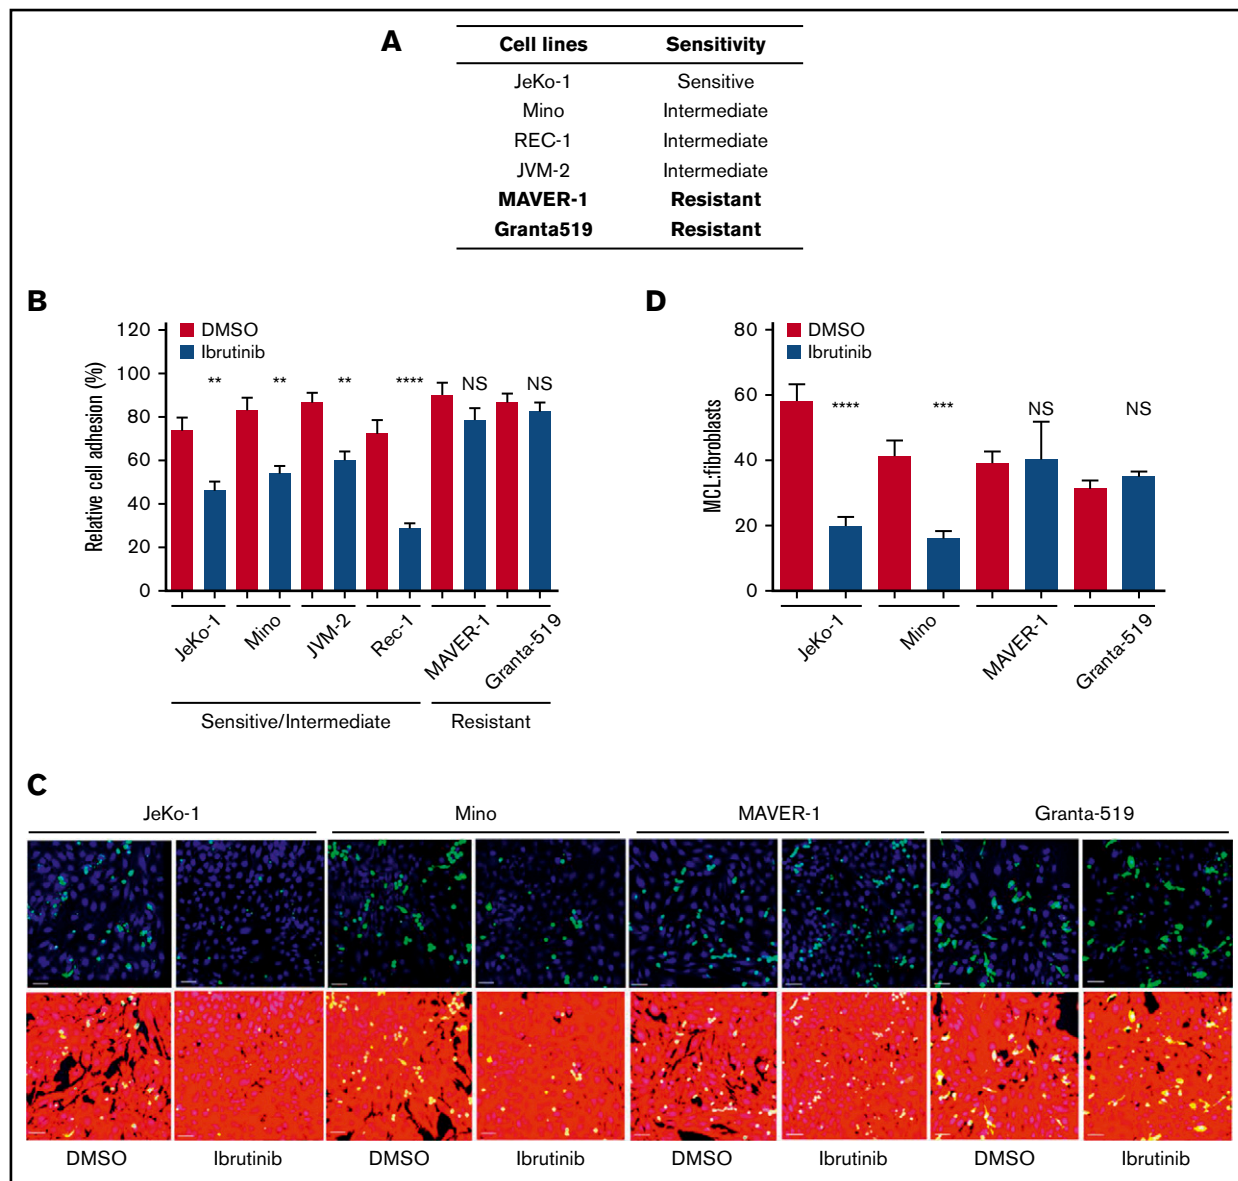 A
Cell lines Sensitivity
JeKo-1 Sensitive
Mino Intermediate
REC-1 Intermediate
JVM-2 Intermediate
MAVER-1 Resistant
Granta519 Resistant
B
DMSO
Ibrutinib
Relative cell adhesion (%)
120
100
80
60
40
20
0
** ** ** **** NS NS
JeKo-1 Mino JVM-2 Rec-1 MAVER-1 Granta-519
Sensitive/Intermediate Resistant
D
DMSO
Ibrutinib
MCL:fibroblasts
80
60
40
20
0
**** *** NS NS
JeKo-1 Mino MAVER-1 Granta-519
C
JeKo-1 Mino MAVER-1 Granta-519
DMSO Ibrutinib DMSO Ibrutinib DMSO Ibrutinib DMSO Ibrutinib